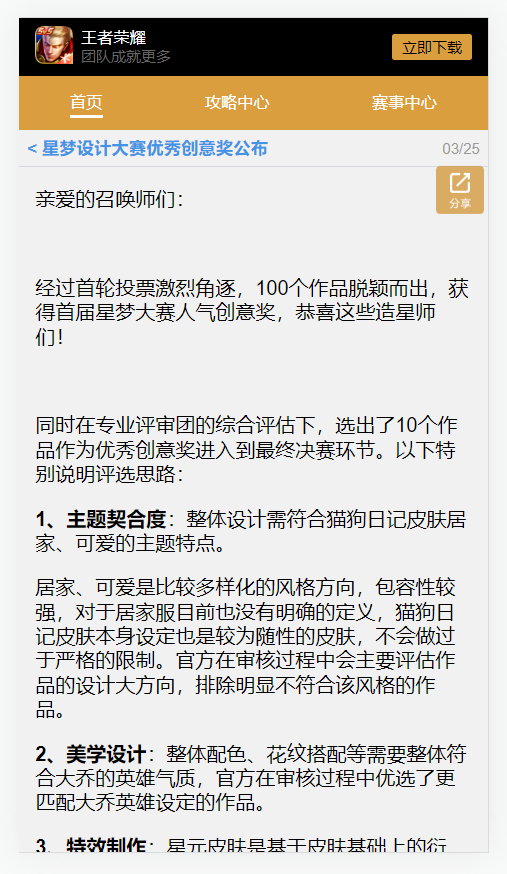 王者荣耀
团队成就更多
立即下载
首页
攻略中心
赛事中心
< 星梦设计大赛优秀创意奖公布
03/25
分享
亲爱的召唤师们：
经过首轮投票激烈角逐，100个作品脱颖而出，获
得首届星梦大赛人气创意奖，恭喜这些造星师
们！
同时在专业评审团的综合评估下，选出了10个作
品作为优秀创意奖进入到最终决赛环节。以下特
别说明评选思路：
1、主题契合度：整体设计需符合猫狗日记皮肤居
家、可爱的主题特点。
居家、可爱是比较多样化的风格方向，包容性较
强，对于居家服目前也没有明确的定义，猫狗日
记皮肤本身设定也是较为随性的皮肤，不会做过
于严格的限制。官方在审核过程中会主要评估作
品的设计大方向，排除明显不符合该风格的作
品。
2、美学设计：整体配色、花纹搭配等需要整体符
合大乔的英雄气质，官方在审核过程中优选了更
匹配大乔英雄设定的作品。
3、特效制作：星元皮肤是基于皮肤基础上的衍